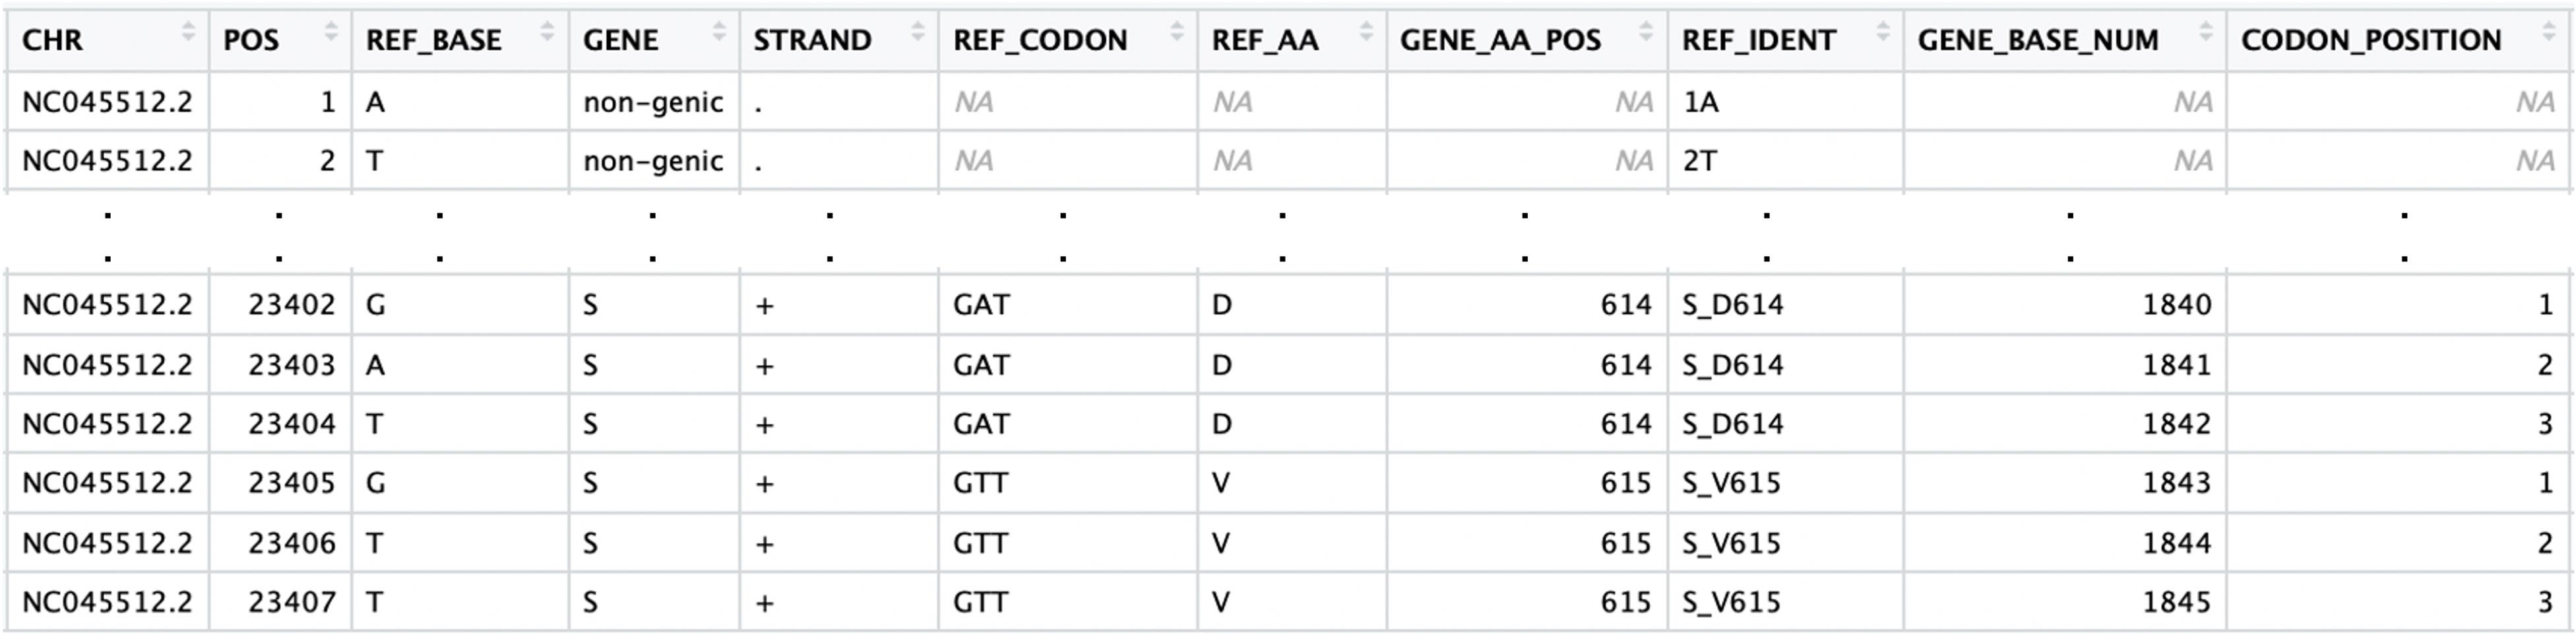 CHR POS REF_BASE GENE STRAND REF_CODON REF_AA GENE_AA_POS REF_IDENT GENE_BASE_NUM CODON_POSITION
NC045512.2 1 A non-genic . NA NA NA 1A NA NA
NC045512.2 2 T non-genic . NA NA NA 2T NA NA
. . . . . . . . . . .
. . . . . . . . . . .
NC045512.2 23402 G S + GAT D 614 S_D614 1840 1
NC045512.2 23403 A S + GAT D 614 S_D614 1841 2
NC045512.2 23404 T S + GAT D 614 S_D614 1842 3
NC045512.2 23405 G S + GTT V 615 S_V615 1843 1
NC045512.2 23406 T S + GTT V 615 S_V615 1844 2
NC045512.2 23407 T S + GTT V 615 S_V615 1845 3